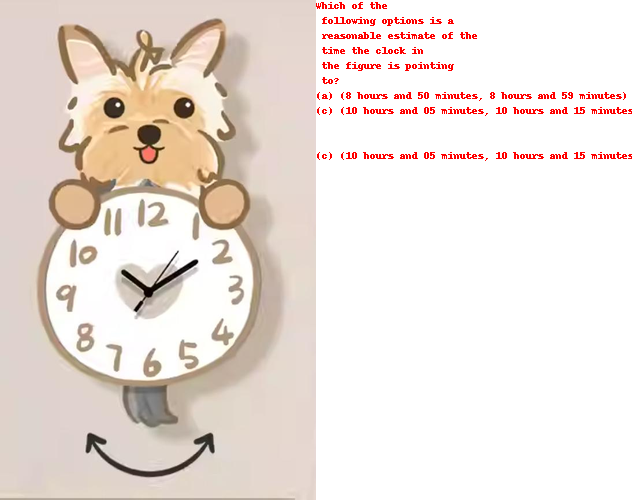 Which of the
following options is a
reasonable estimate of the
time the clock in
the figure is pointing
to?
(a) (8 hours and 50 minutes, 8 hours and 59 minutes)
(c) (10 hours and 05 minutes, 10 hours and 15 minutes
(c) (10 hours and 05 minutes, 10 hours and 15 minutes
11 12 1
10 2
9 3
8 4
7 6 5